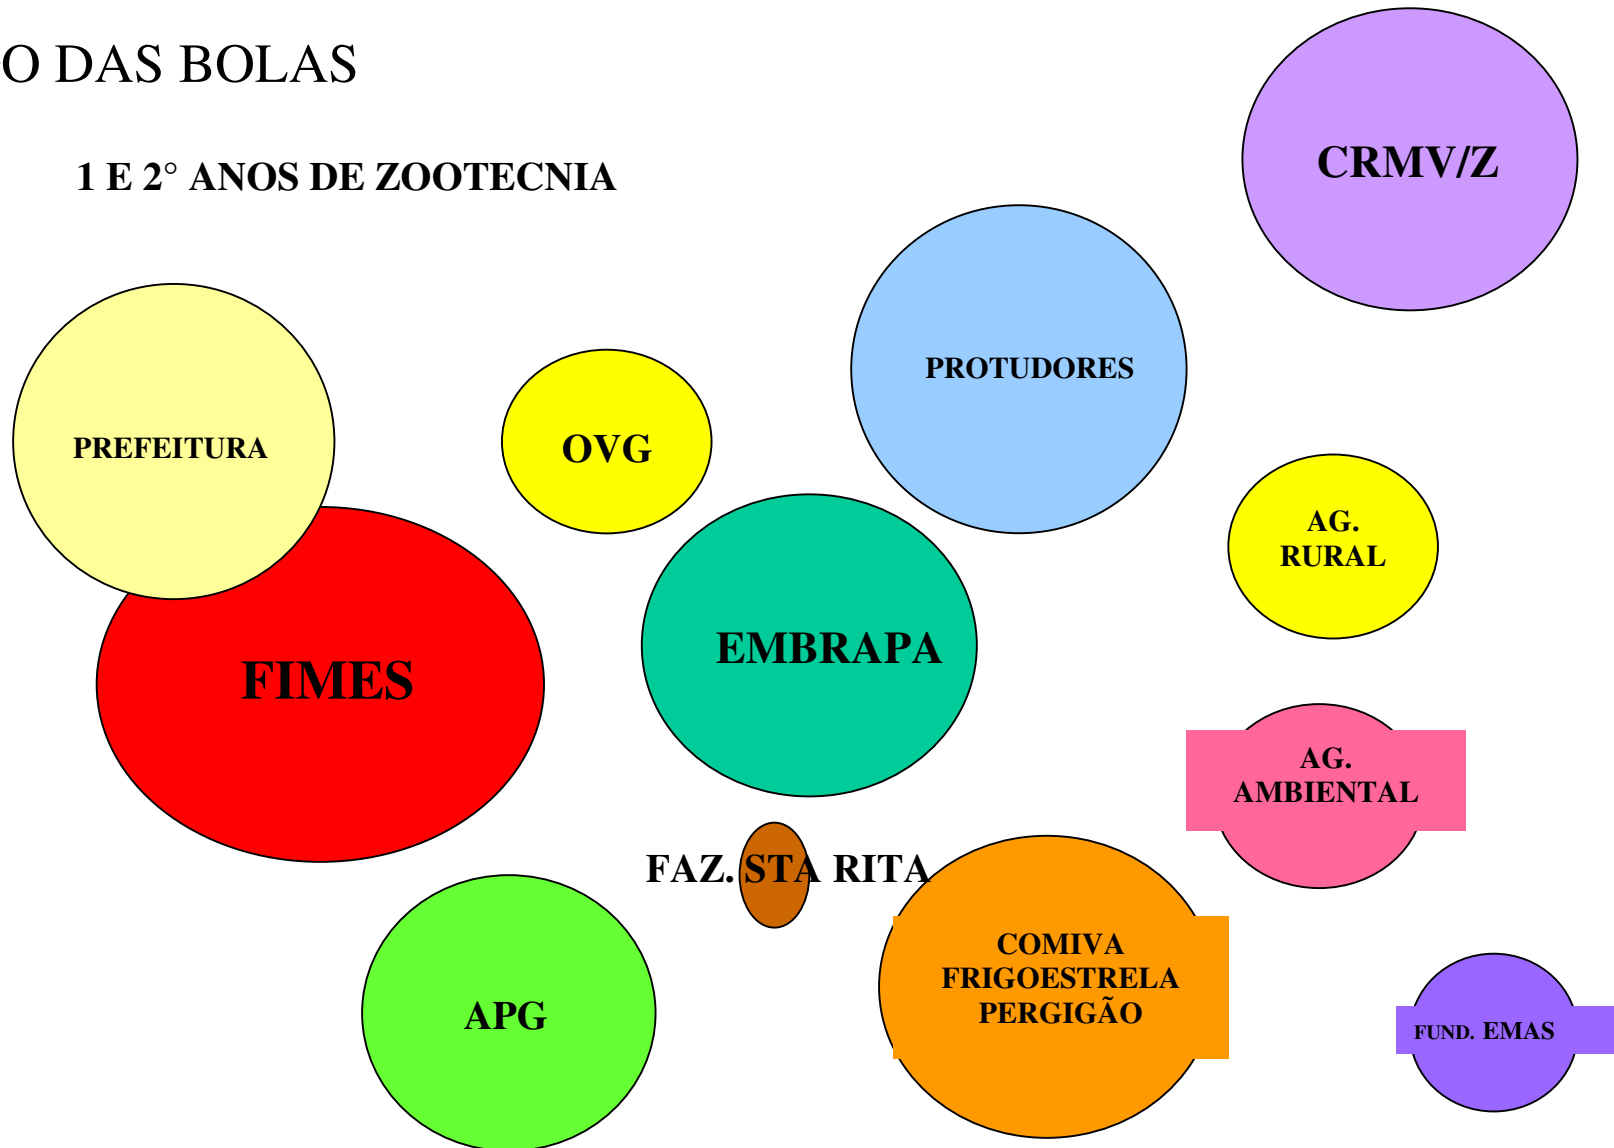 O DAS BOLAS
1 E 2° ANOS DE ZOOTECNIA
CRMV/Z
PROTUDORES
PREFEITURA
OVG
AG.
RURAL
EMBRAPA
FIMES
AG.
AMBIENTAL
FAZ. STA RITA
COMIVA
FRIGOESTRELA
PERGIGÃO
APG
FUND. EMAS